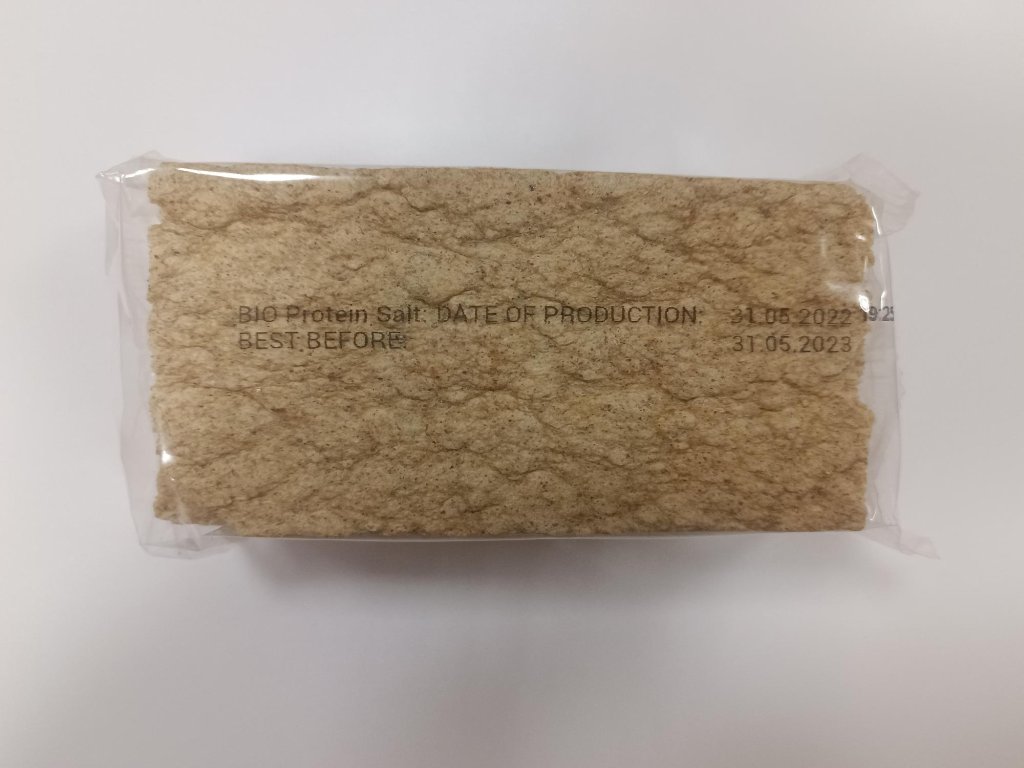 BIO Protein Salt: DATE OF PRODUCTION: 31.05.2022
BEST BEFORE: 31.05.2023